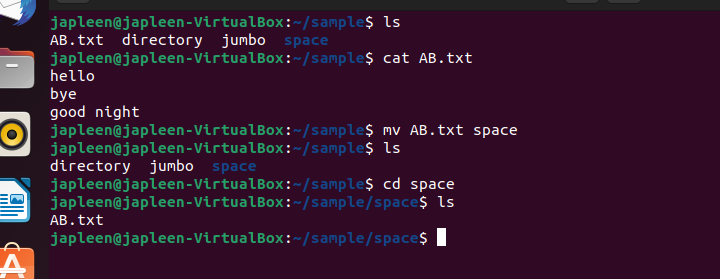 japleen@japleen-VirtualBox:~/sample$ ls
AB.txt  directory  jumbo  space
japleen@japleen-VirtualBox:~/sample$ cat AB.txt
hello
bye
good night
japleen@japleen-VirtualBox:~/sample$ mv AB.txt space
japleen@japleen-VirtualBox:~/sample$ ls
directory  jumbo  space
japleen@japleen-VirtualBox:~/sample$ cd space
japleen@japleen-VirtualBox:~/sample/space$ ls
AB.txt
japleen@japleen-VirtualBox:~/sample/space$